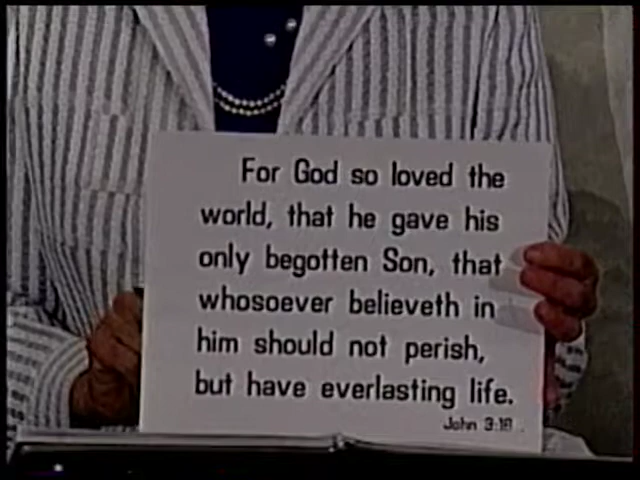 For God so loved the
world, that he gave his
only begotten Son, that
whosoever believeth in
him should not perish,
but have everlasting life.
John 3:16